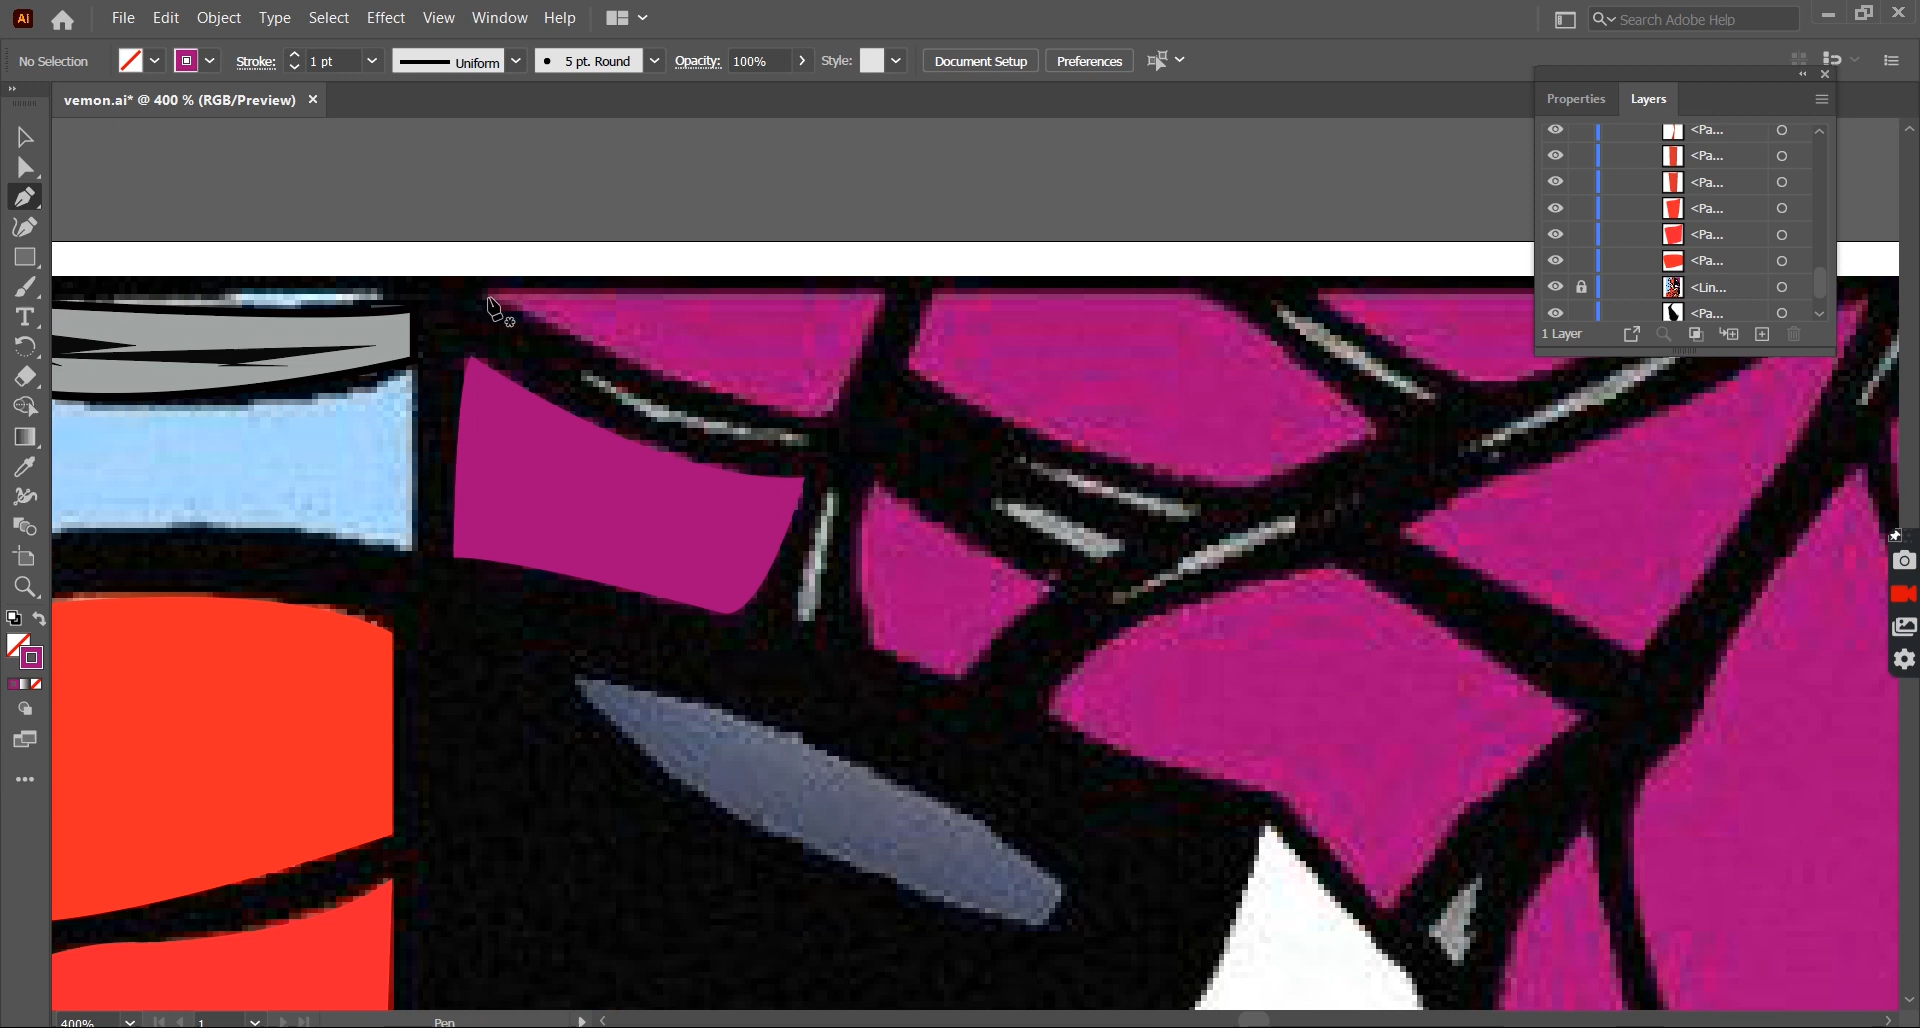 Ai File Edit Object Type Select Effect View Window Help Search Adobe Help
No Selection Stroke: 1 pt Uniform 5 pt. Round Opacity: 100% Style: Document Setup Preferences
vemon.ai* @ 400 % (RGB/Preview)
Properties Layers
<Pa...
<Pa...
<Pa...
<Pa...
<Pa...
<Pa...
<Lin...
<Pa...
1 Layer
400% 1 Pen